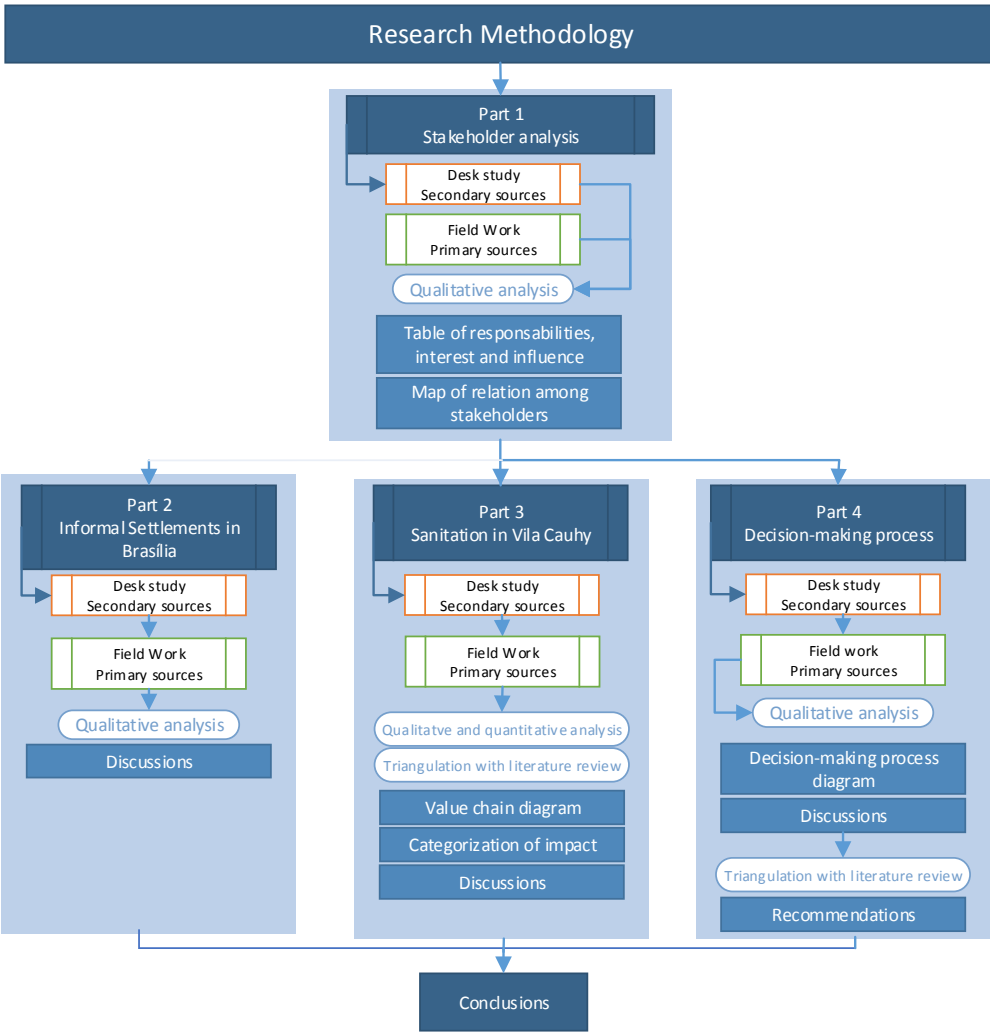 Research Methodology
Part 1
Stakeholder analysis
Desk study
Secondary sources
Field Work
Primary sources
Qualitative analysis
Table of responsabilities,
interest and influence
Map of relation among
stakeholders
Part 2
Informal Settlements in
Brasília
Desk study
Secondary sources
Field Work
Primary sources
Qualitative analysis
Discussions
Part 3
Sanitation in Vila Cauhy
Desk study
Secondary sources
Field Work
Primary sources
Qualitatve and quantitative analysis
Triangulation with literature review
Value chain diagram
Categorization of impact
Discussions
Part 4
Decision-making process
Desk study
Secondary sources
Field work
Primary sources
Qualitative analysis
Decision-making process
diagram
Discussions
Triangulation with literature review
Recommendations
Conclusions